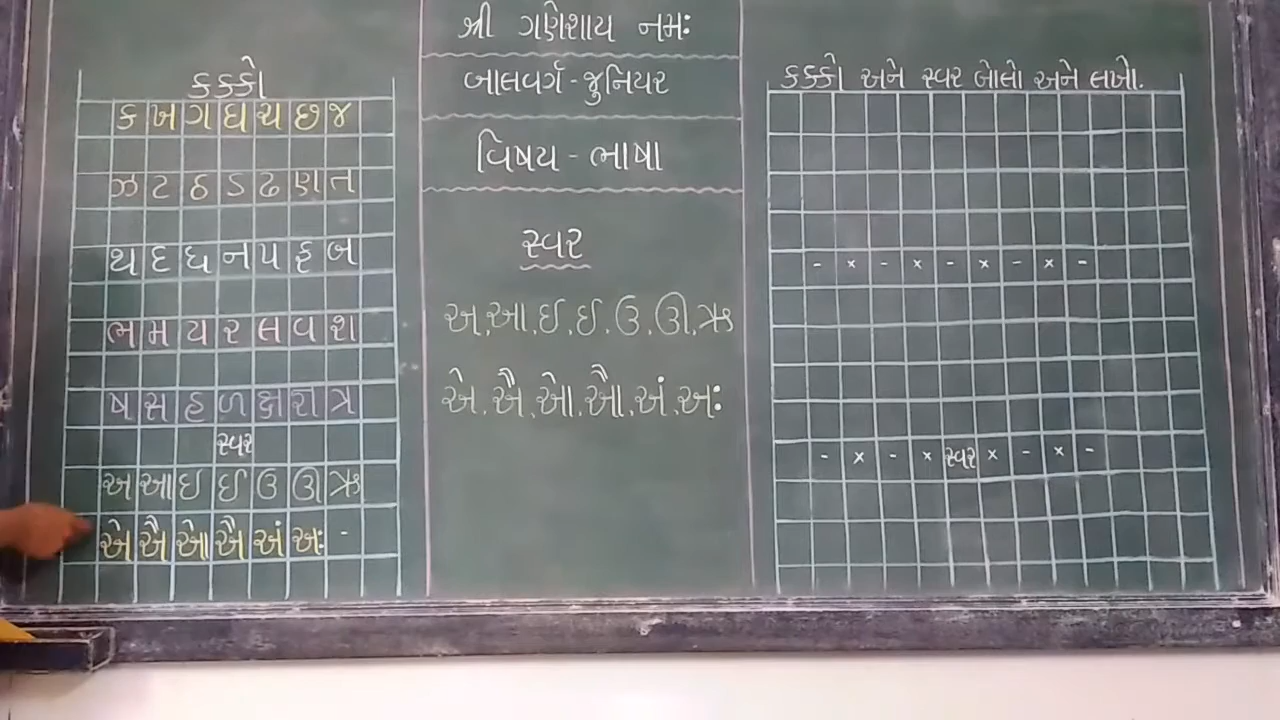 કક્કો
ક ખ ગ ઘ ચ છ જ
ઝ ટ ઠ ડ ઢ ણ ત
થ દ ધ ન પ ફ બ
ભ મ ય ર લ વ શ
ષ સ હ ળ ક્ષ જ્ઞ ત્ર
સ્વર
અ આ ઇ ઈ ઉ ઊ ઋ
એ ઐ ઓ ઔ અં અઃ -
શ્રી ગણેશાય નમઃ
બાલવર્ગ - જુનિયર
વિષય - ભાષા
સ્વર
અ. આ. ઇ. ઈ. ઉ. ઊ. ઋ
એ. ઐ. ઓ. ઔ. અં. અઃ
કક્કો અને સ્વર બોલો અને લખો.
- × - × - × - × -
- × - × સ્વર × - × -